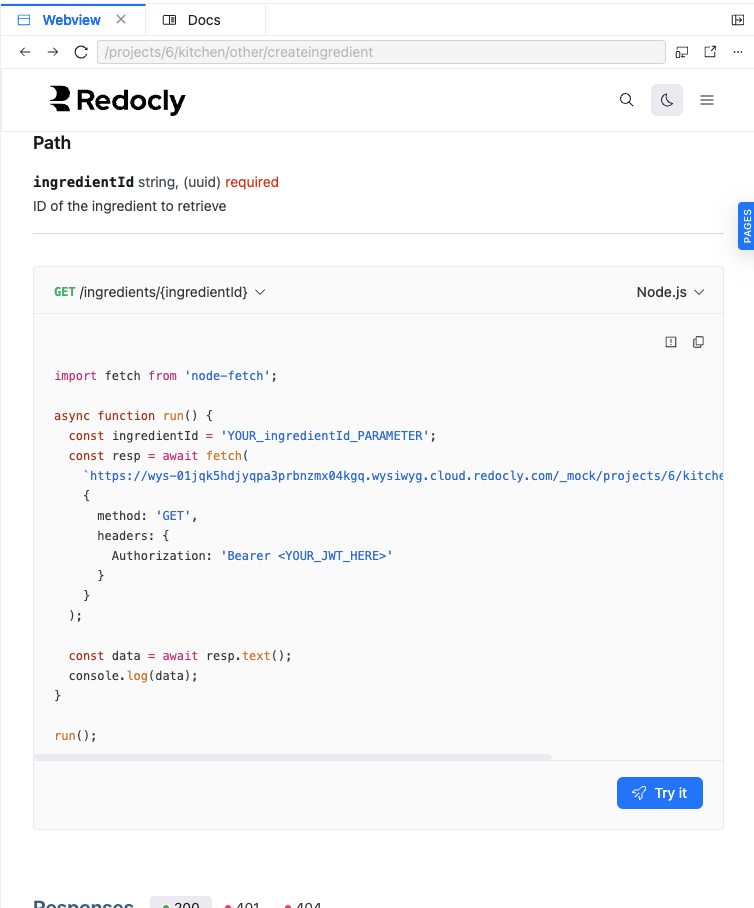 Webview
Docs
/projects/6/kitchen/other/createingredient
Redocly
Path
ingredientId string, (uuid) required
ID of the ingredient to retrieve
PAGES
GET /ingredients/{ingredientId}
Node.js
import fetch from 'node-fetch';
async function run() {
const ingredientId = 'YOUR_ingredientId_PARAMETER';
const resp = await fetch(
`https://wys-01jqk5hdjyqpa3prbnzmx04kgq.wysiwyg.cloud.redocly.com/_mock/projects/6/kitche
{
method: 'GET',
headers: {
Authorization: 'Bearer <YOUR_JWT_HERE>'
}
}
);
const data = await resp.text();
console.log(data);
}
run();
Try it
Responses 200 401 404